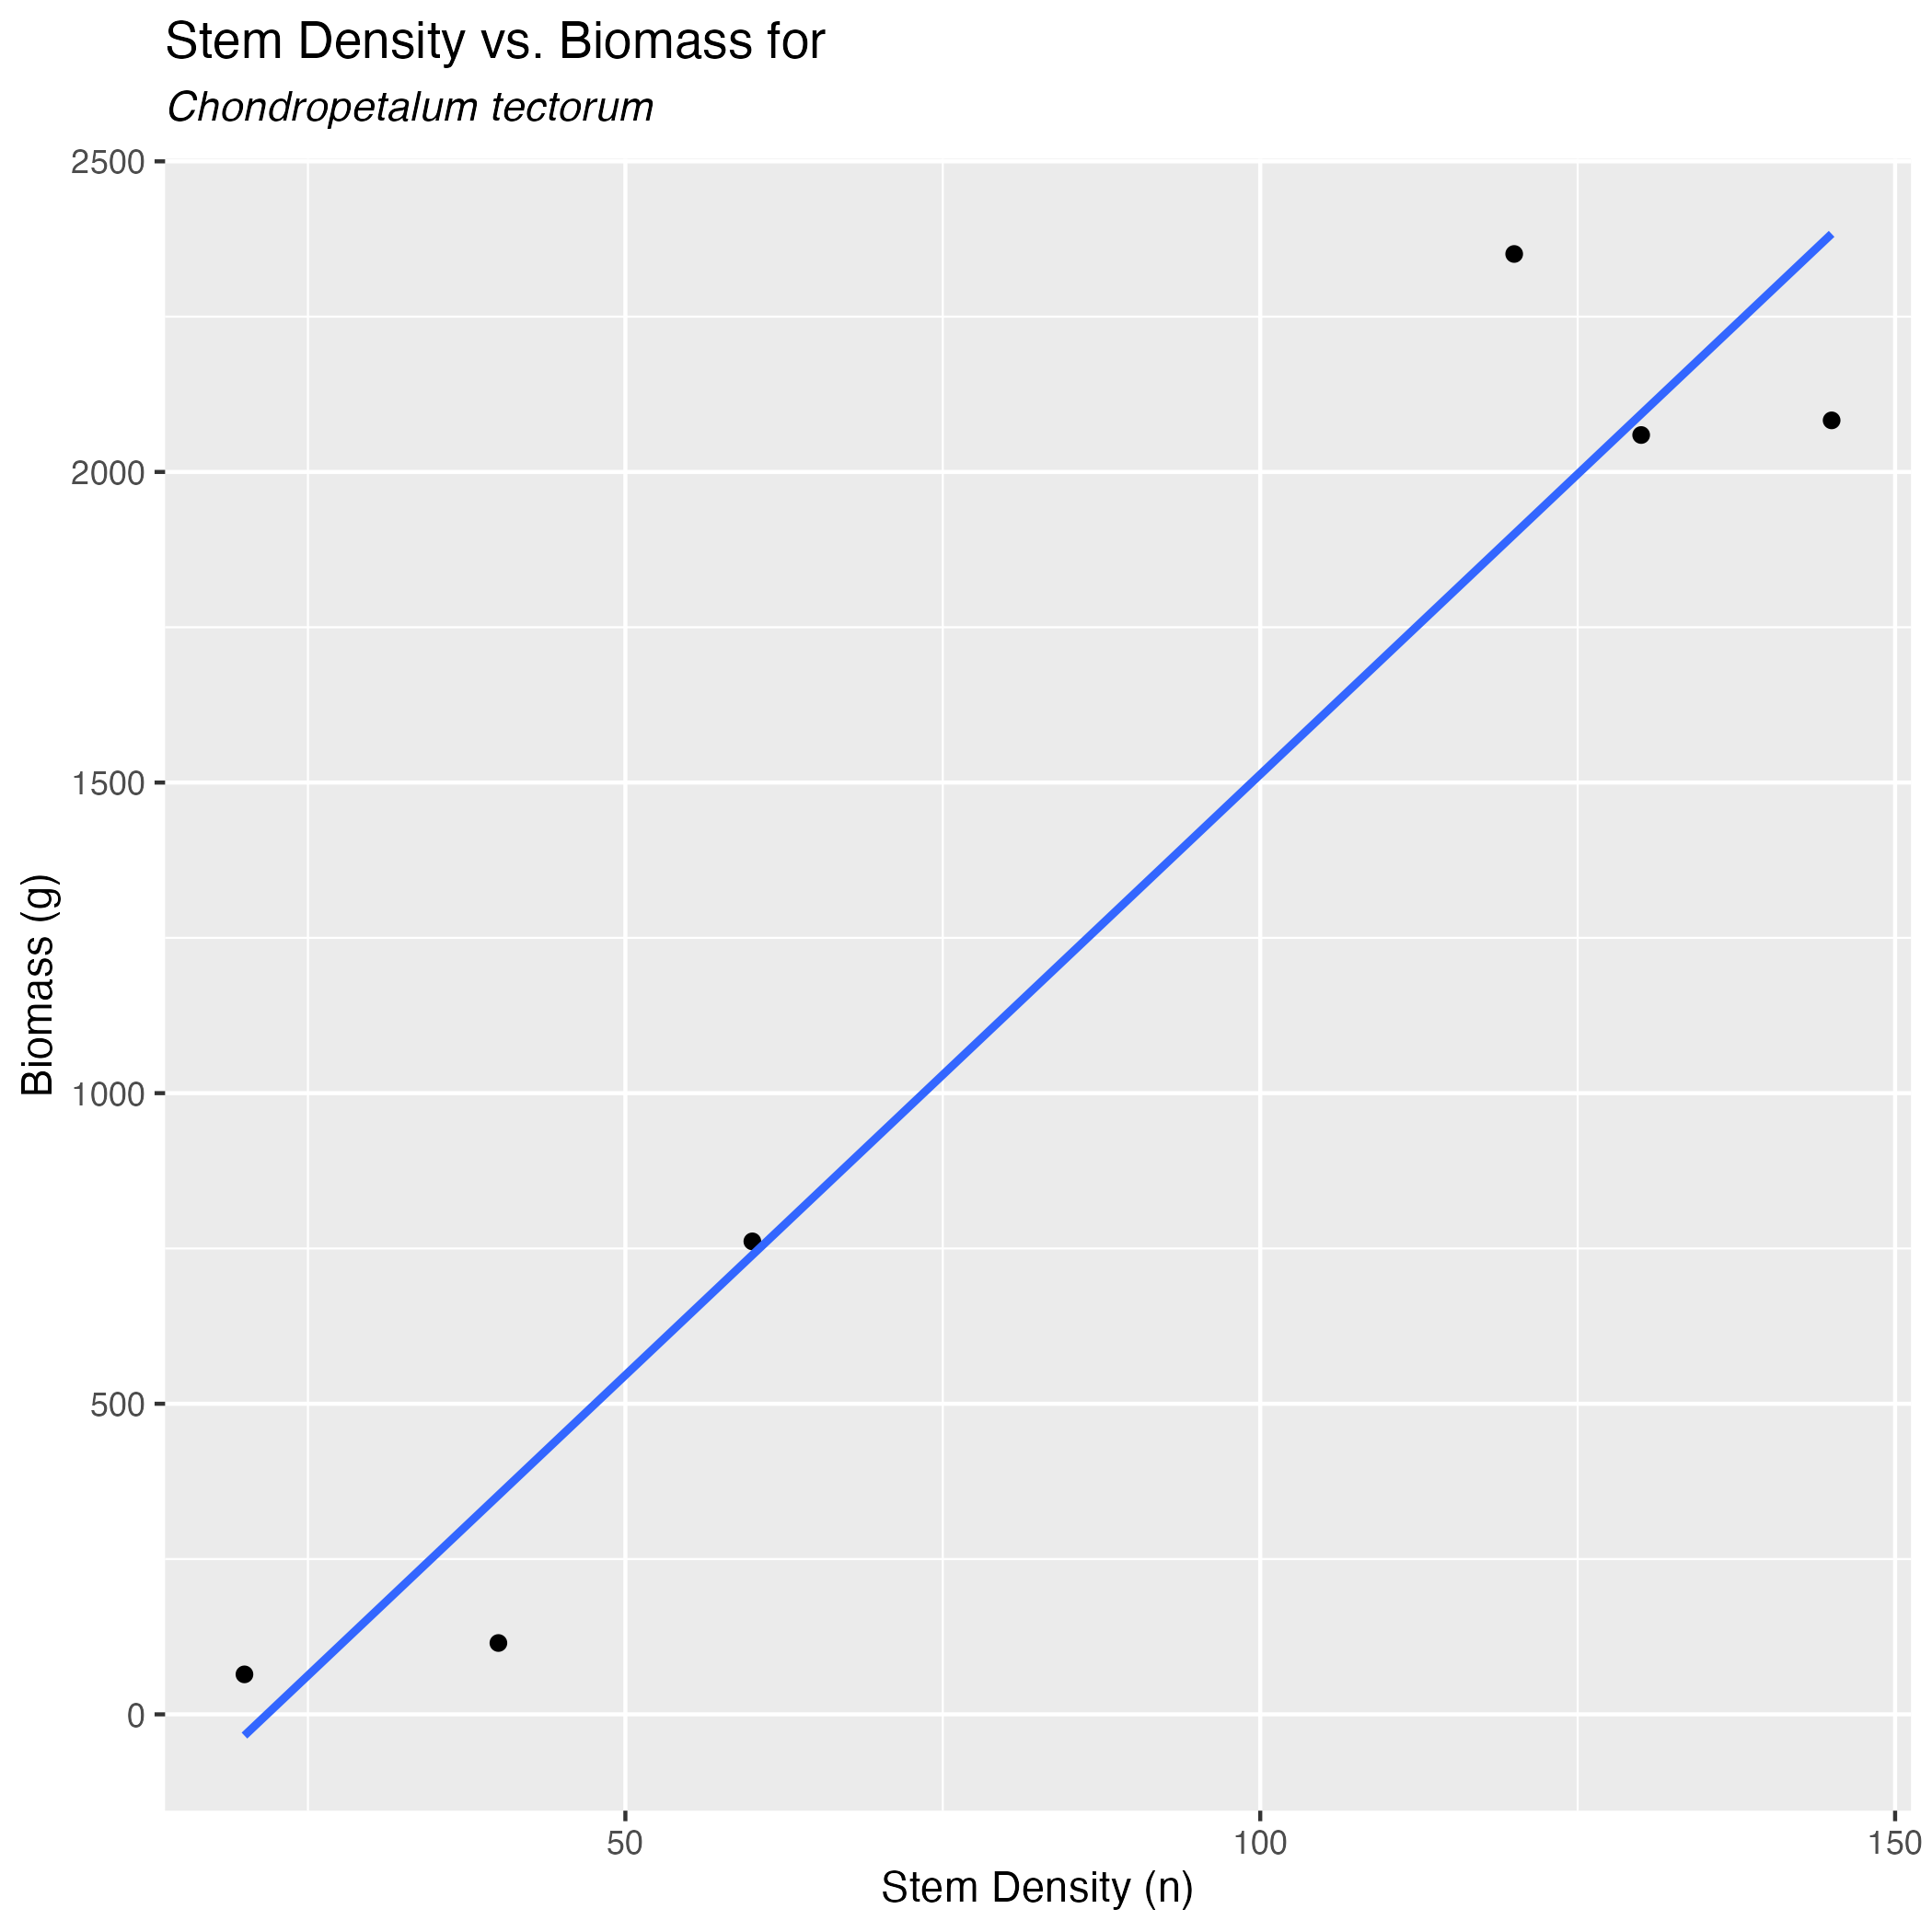 Stem Density vs. Biomass for
Chondropetalum tectorum
2500
2000
1500
1000
500
0
Biomass (g)
50
100
150
Stem Density (n)